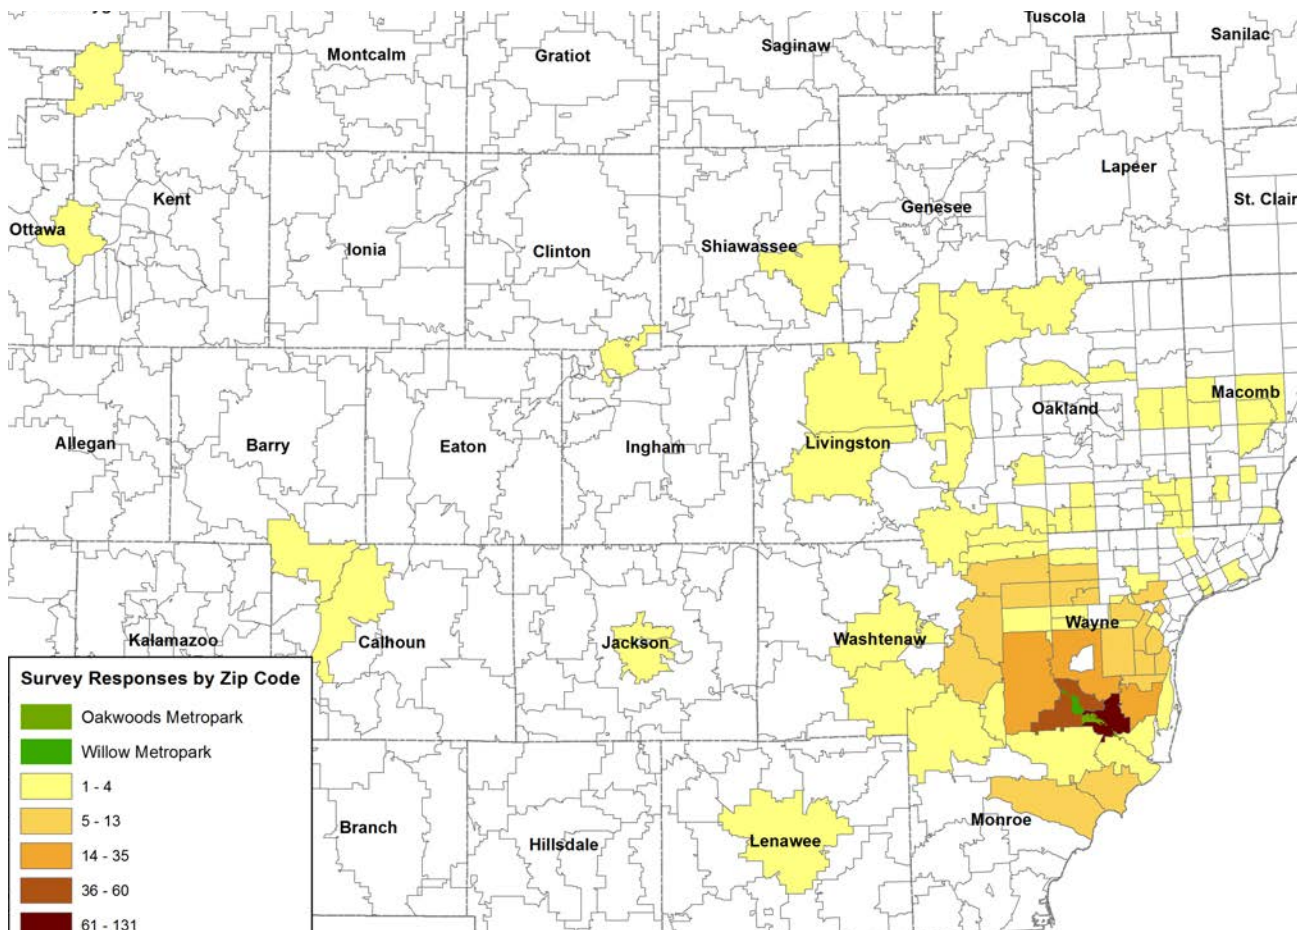 Tuscola
Sanilac
Saginaw
Montcalm
Gratiot
Lapeer
Kent
St. Clair
Genesee
Ottawa
Shiawassee
Ionia
Clinton
Macomb
Oakland
Allegan
Barry
Eaton
Ingham
Livingston
Wayne
Kalamazoo
Calhoun
Jackson
Washtenaw
Survey Responses by Zip Code
Oakwoods Metropark
Willow Metropark
1 - 4
5 - 13
14 - 35
36 - 60
61 - 131
Branch
Hillsdale
Lenawee
Monroe